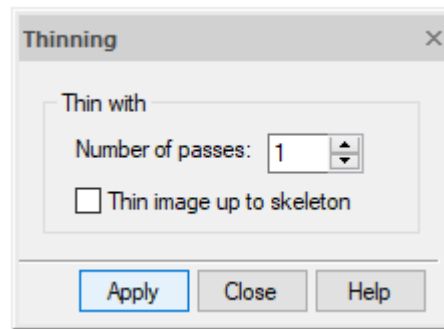 Thinning
Thin with
Number of passes: 1
Thin image up to skeleton
Apply Close Help